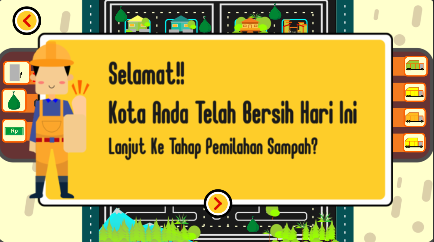 Selamat!!
Kota Anda Telah Bersih Hari Ini
Lanjut Ke Tahap Pemilahan Sampah?
Rp